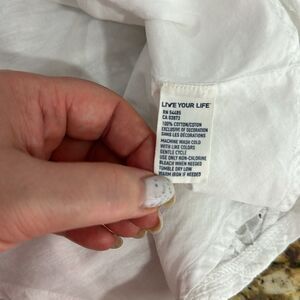 LIVE YOUR LIFE®
RN 54485
CA 03873
100% COTTON/COTON
EXCLUSIVE OF DECORATION
SANS LES DÉCORATIONS
MACHINE WASH COLD
WITH LIKE COLORS
GENTLE CYCLE
USE ONLY NON-CHLORINE
BLEACH WHEN NEEDED
TUMBLE DRY LOW
WARM IRON IF NEEDED